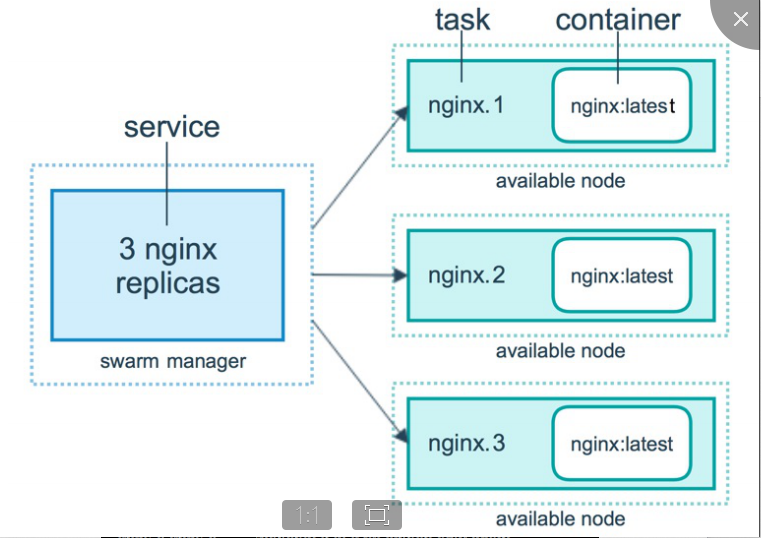 task
container
nginx.1
nginx:latest
available node
service
3 nginx
replicas
swarm manager
nginx.2
nginx:latest
available node
nginx.3
nginx:latest
available node
1:1